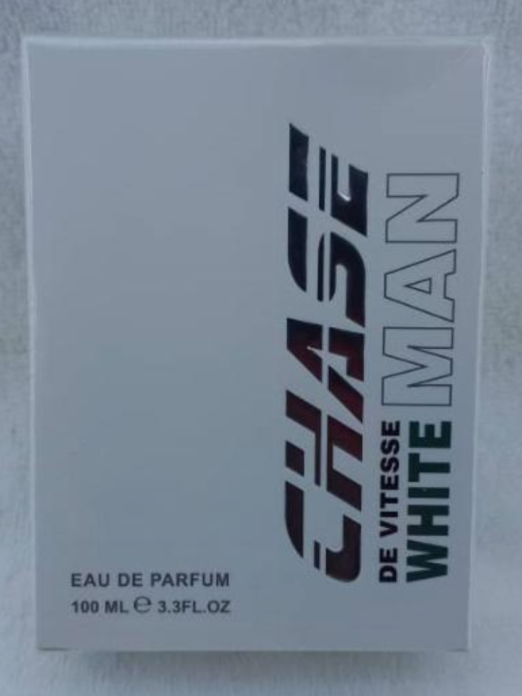 CHASE
DE VITESSE
WHITE MAN
EAU DE PARFUM
100 ML ℮ 3.3FL.OZ